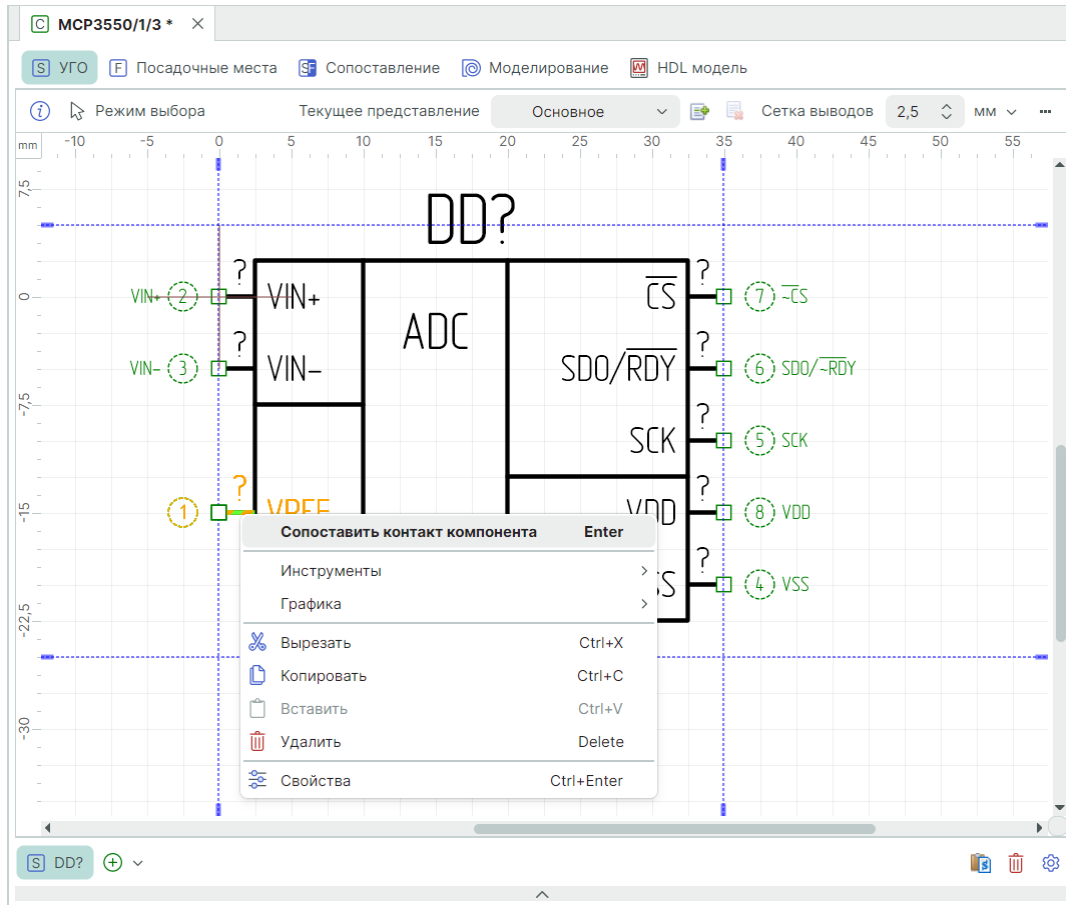 C MCP3550/1/3 *
S УГО F Посадочные места SF Сопоставление Моделирование HDL модель
i Режим выбора Текущее представление Основное Сетка выводов 2,5 мм
mm -10 -5 0 5 10 15 20 25 30 35 40 45 50 55
7,5
DD?
? ?
0 VIN+ 2 VIN+ CS 7 ~CS
ADC
? ?
VIN- 3 VIN- SDO/RDY 6 SDO/~RDY
-7,5
?
SCK 5 SCK
? ?
-15 1 VREF VDD 8 VDD
Сопоставить контакт компонента Enter
?
Инструменты
SS 4 VSS
Графика
-22,5
Вырезать Ctrl+X
Копировать Ctrl+C
Вставить Ctrl+V
-30
Удалить Delete
Свойства Ctrl+Enter
S DD?